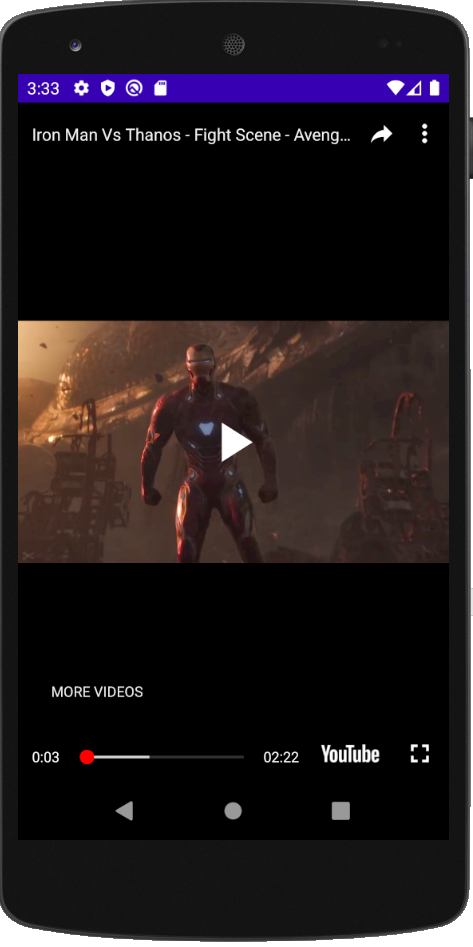 3:33
Iron Man Vs Thanos - Fight Scene - Aveng...
MORE VIDEOS
0:03
02:22
YouTube